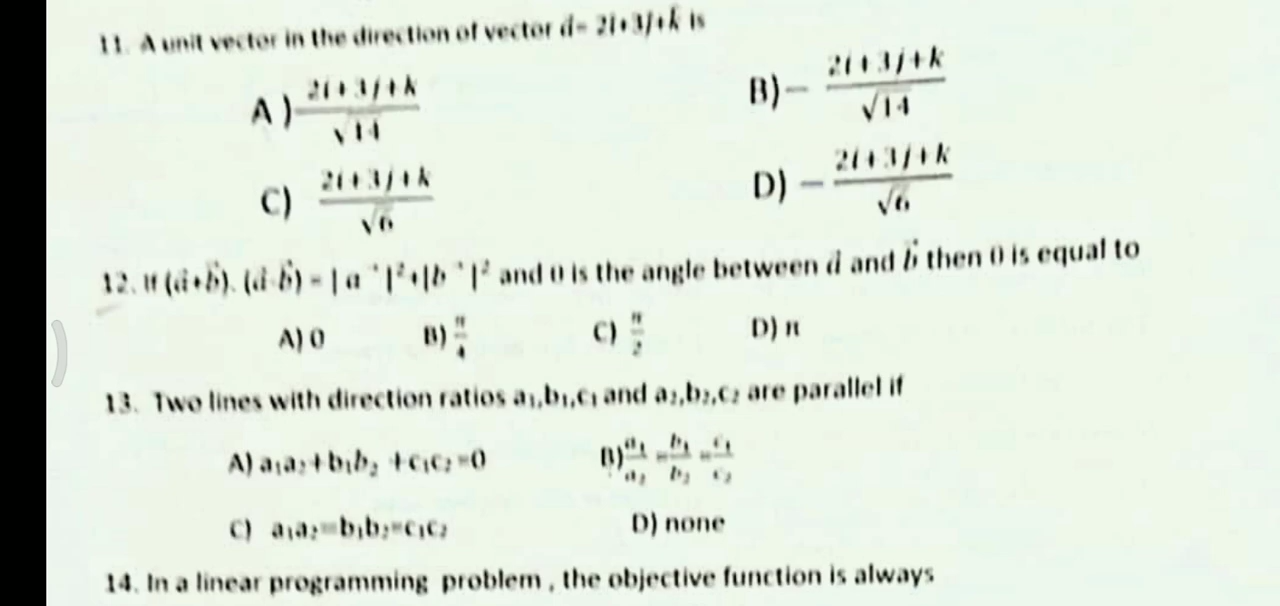 11. A unit vector in the direction of vector a⃗= 2î+3ĵ+k̂ is
A) (2i+3j+k)/√14 B) − (2i+3j+k)/√14
C) (2i+3j+k)/√6 D) − (2i+3j+k)/√6
12. If (a⃗+b⃗). (a⃗-b⃗) = |a⃗|²+|b⃗|² and θ is the angle between a⃗ and b⃗ then θ is equal to
A) 0 B) π/4 C) π/2 D) π
13. Two lines with direction ratios a₁,b₁,c₁ and a₂,b₂,c₂ are parallel if
A) a₁a₂+b₁b₂ +c₁c₂=0 B) a₁/a₂ = b₁/b₂ = c₁/c₂
C) a₁a₂=b₁b₂=c₁c₂ D) none
14. In a linear programming problem , the objective function is always